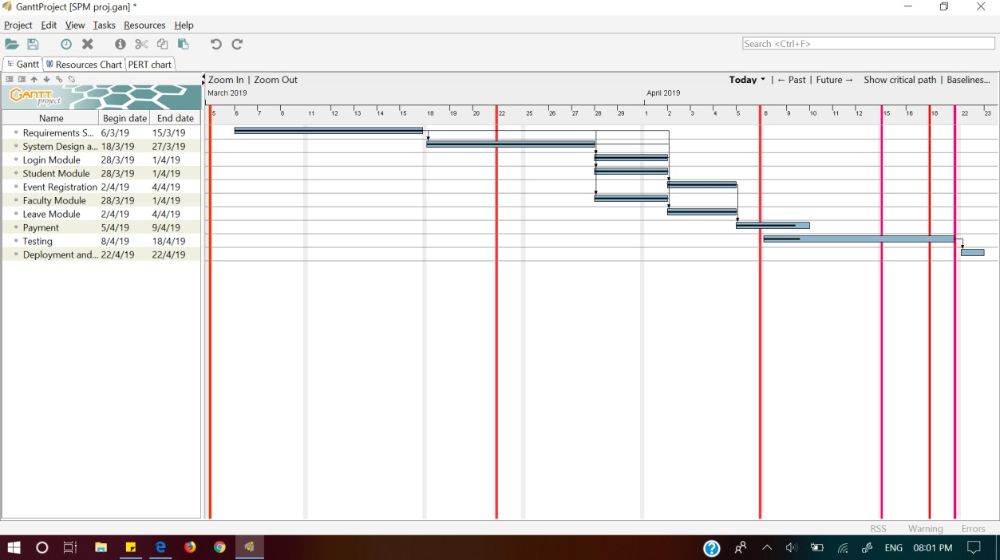 GanttProject [SPM proj.gan] *
Project Edit View Tasks Resources Help
Search <Ctrl+F>
Gantt Resources Chart PERT chart
Zoom In | Zoom Out Today | ← Past | Future → Show critical path | Baselines...
GANTT project
March 2019 April 2019
Name Begin date End date
5 6 7 8 11 12 13 14 15 18 19 20 22 25 26 27 28 29 1 2 3 4 5 8 9 10 11 12 15 16 18 22 23
Requirements S... 6/3/19 15/3/19
System Design a... 18/3/19 27/3/19
Login Module 28/3/19 1/4/19
Student Module 28/3/19 1/4/19
Event Registration 2/4/19 4/4/19
Faculty Module 28/3/19 1/4/19
Leave Module 2/4/19 4/4/19
Payment 5/4/19 9/4/19
Testing 8/4/19 18/4/19
Deployment and... 22/4/19 22/4/19
RSS Warning Errors
ENG 08:01 PM